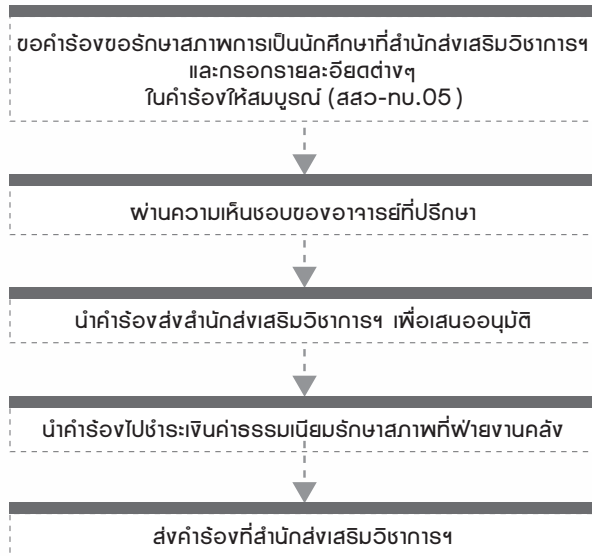 ขอคำร้องขอรักษาสภาพการเป็นนักศึกษาที่สำนักส่งเสริมวิชาการฯ
และกรอกรายละอียดต่างๆ
ในคำร้องให้สมบูรณ์ (สสว-ทบ.05)
ผ่านความเห็นชอบของอาจารย์ที่ปรึกษา
นำคำร้องส่งสำนักส่งเสริมวิชาการฯ เพื่อเสนออนุมัติ
นำคำร้องไปชำระเงินค่าธรรมเนียมรักษาสภาพที่ฝ่ายงานคลัง
ส่งคำร้องที่สำนักส่งเสริมวิชาการฯ